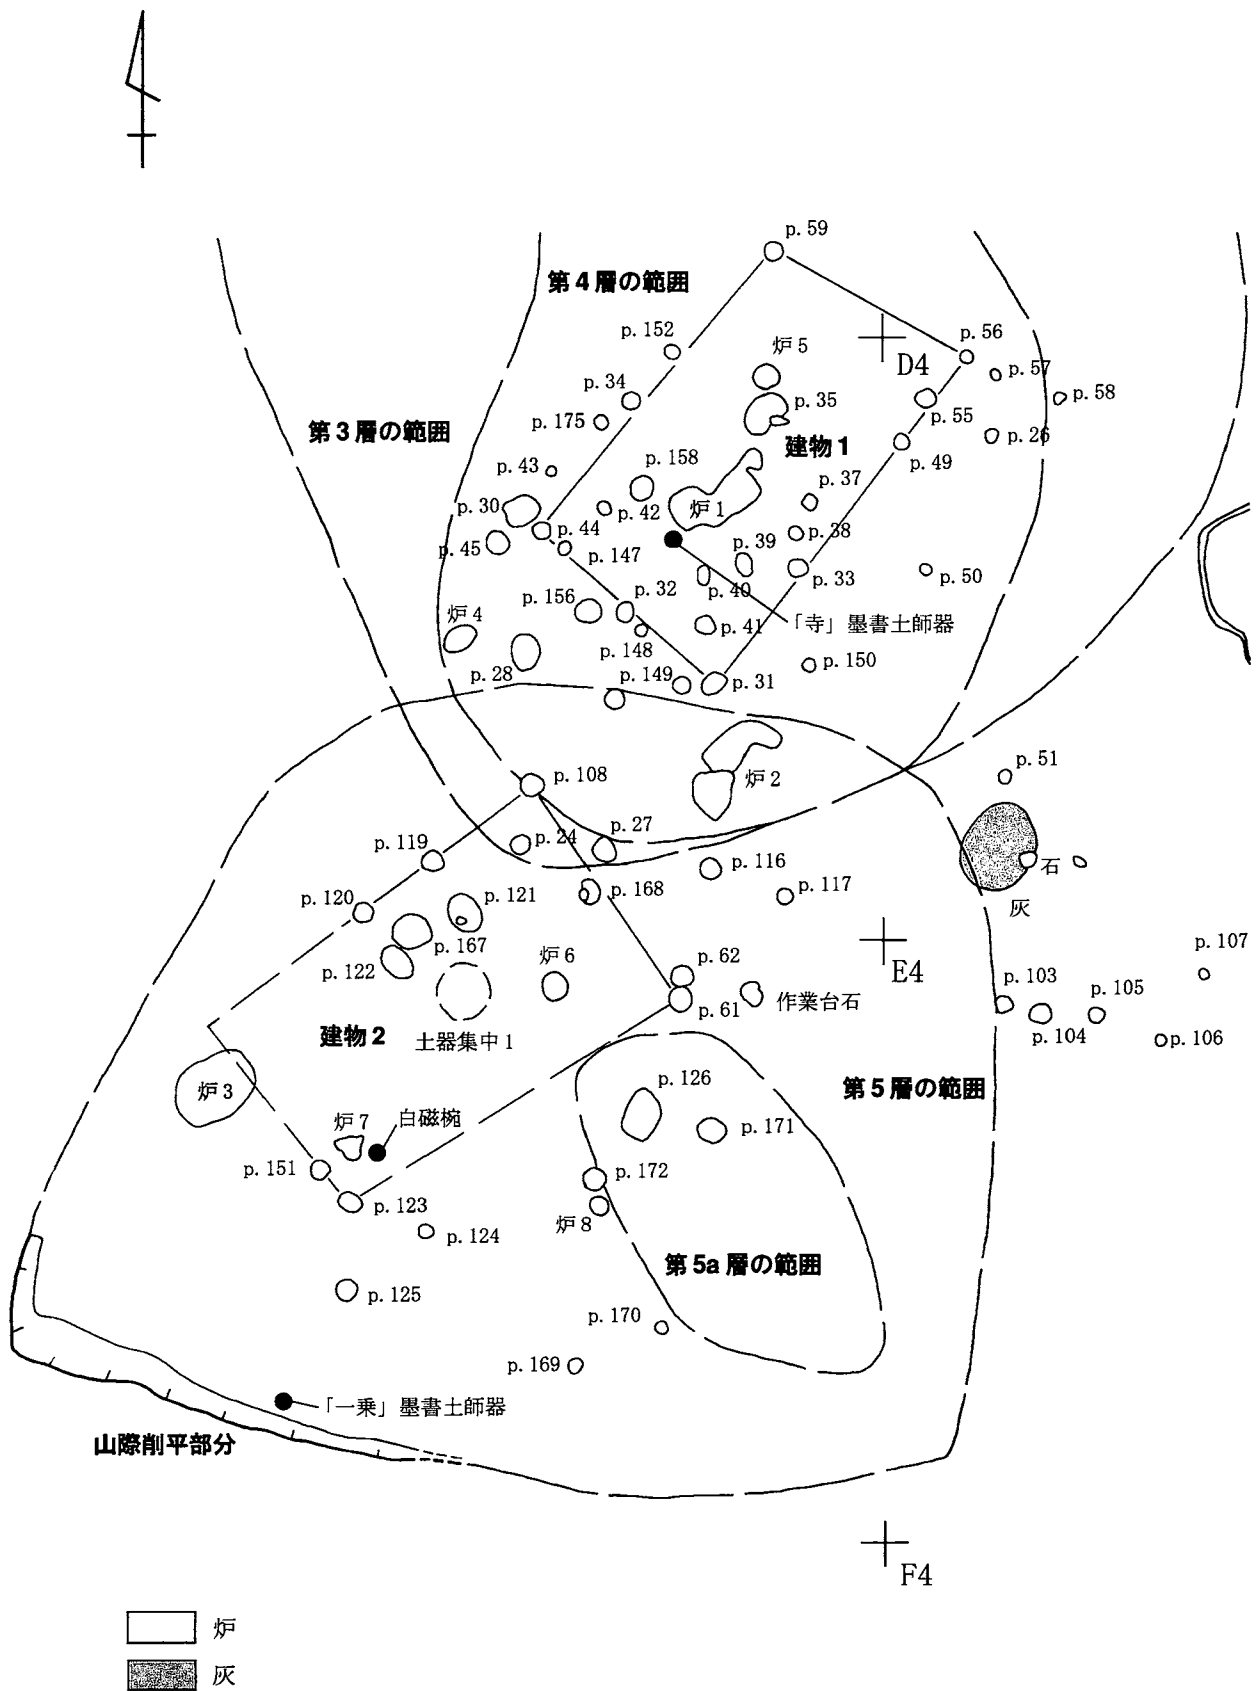 p. 59
第4層の範囲
p. 152
炉5
p. 56
D4
p. 57
p. 34
p. 35
p. 55
p. 58
p. 175
第3層の範囲
建物1
p. 26
p. 49
p. 43
p. 158
p. 37
p. 30
p. 42
炉1
p. 44
p. 38
p. 45
p. 147
p. 39
p. 33
p. 50
p. 40
p. 156
p. 32
炉4
p. 41
「寺」墨書土師器
p. 148
p. 150
p. 28
p. 149
p. 31
p. 51
p. 108
炉2
p. 24
p. 27
p. 119
p. 116
石
p. 117
p. 120
p. 121
p. 168
灰
p. 167
炉6
p. 107
p. 122
p. 62
E4
p. 103
p. 61
作業台石
p. 105
建物2
土器集中1
p. 104
p. 106
炉3
p. 126
第5層の範囲
炉7
白磁椀
p. 171
p. 151
p. 172
p. 123
炉8
p. 124
第5a層の範囲
p. 125
p. 170
p. 169
「一乗」墨書土師器
山際削平部分
F4
炉
灰